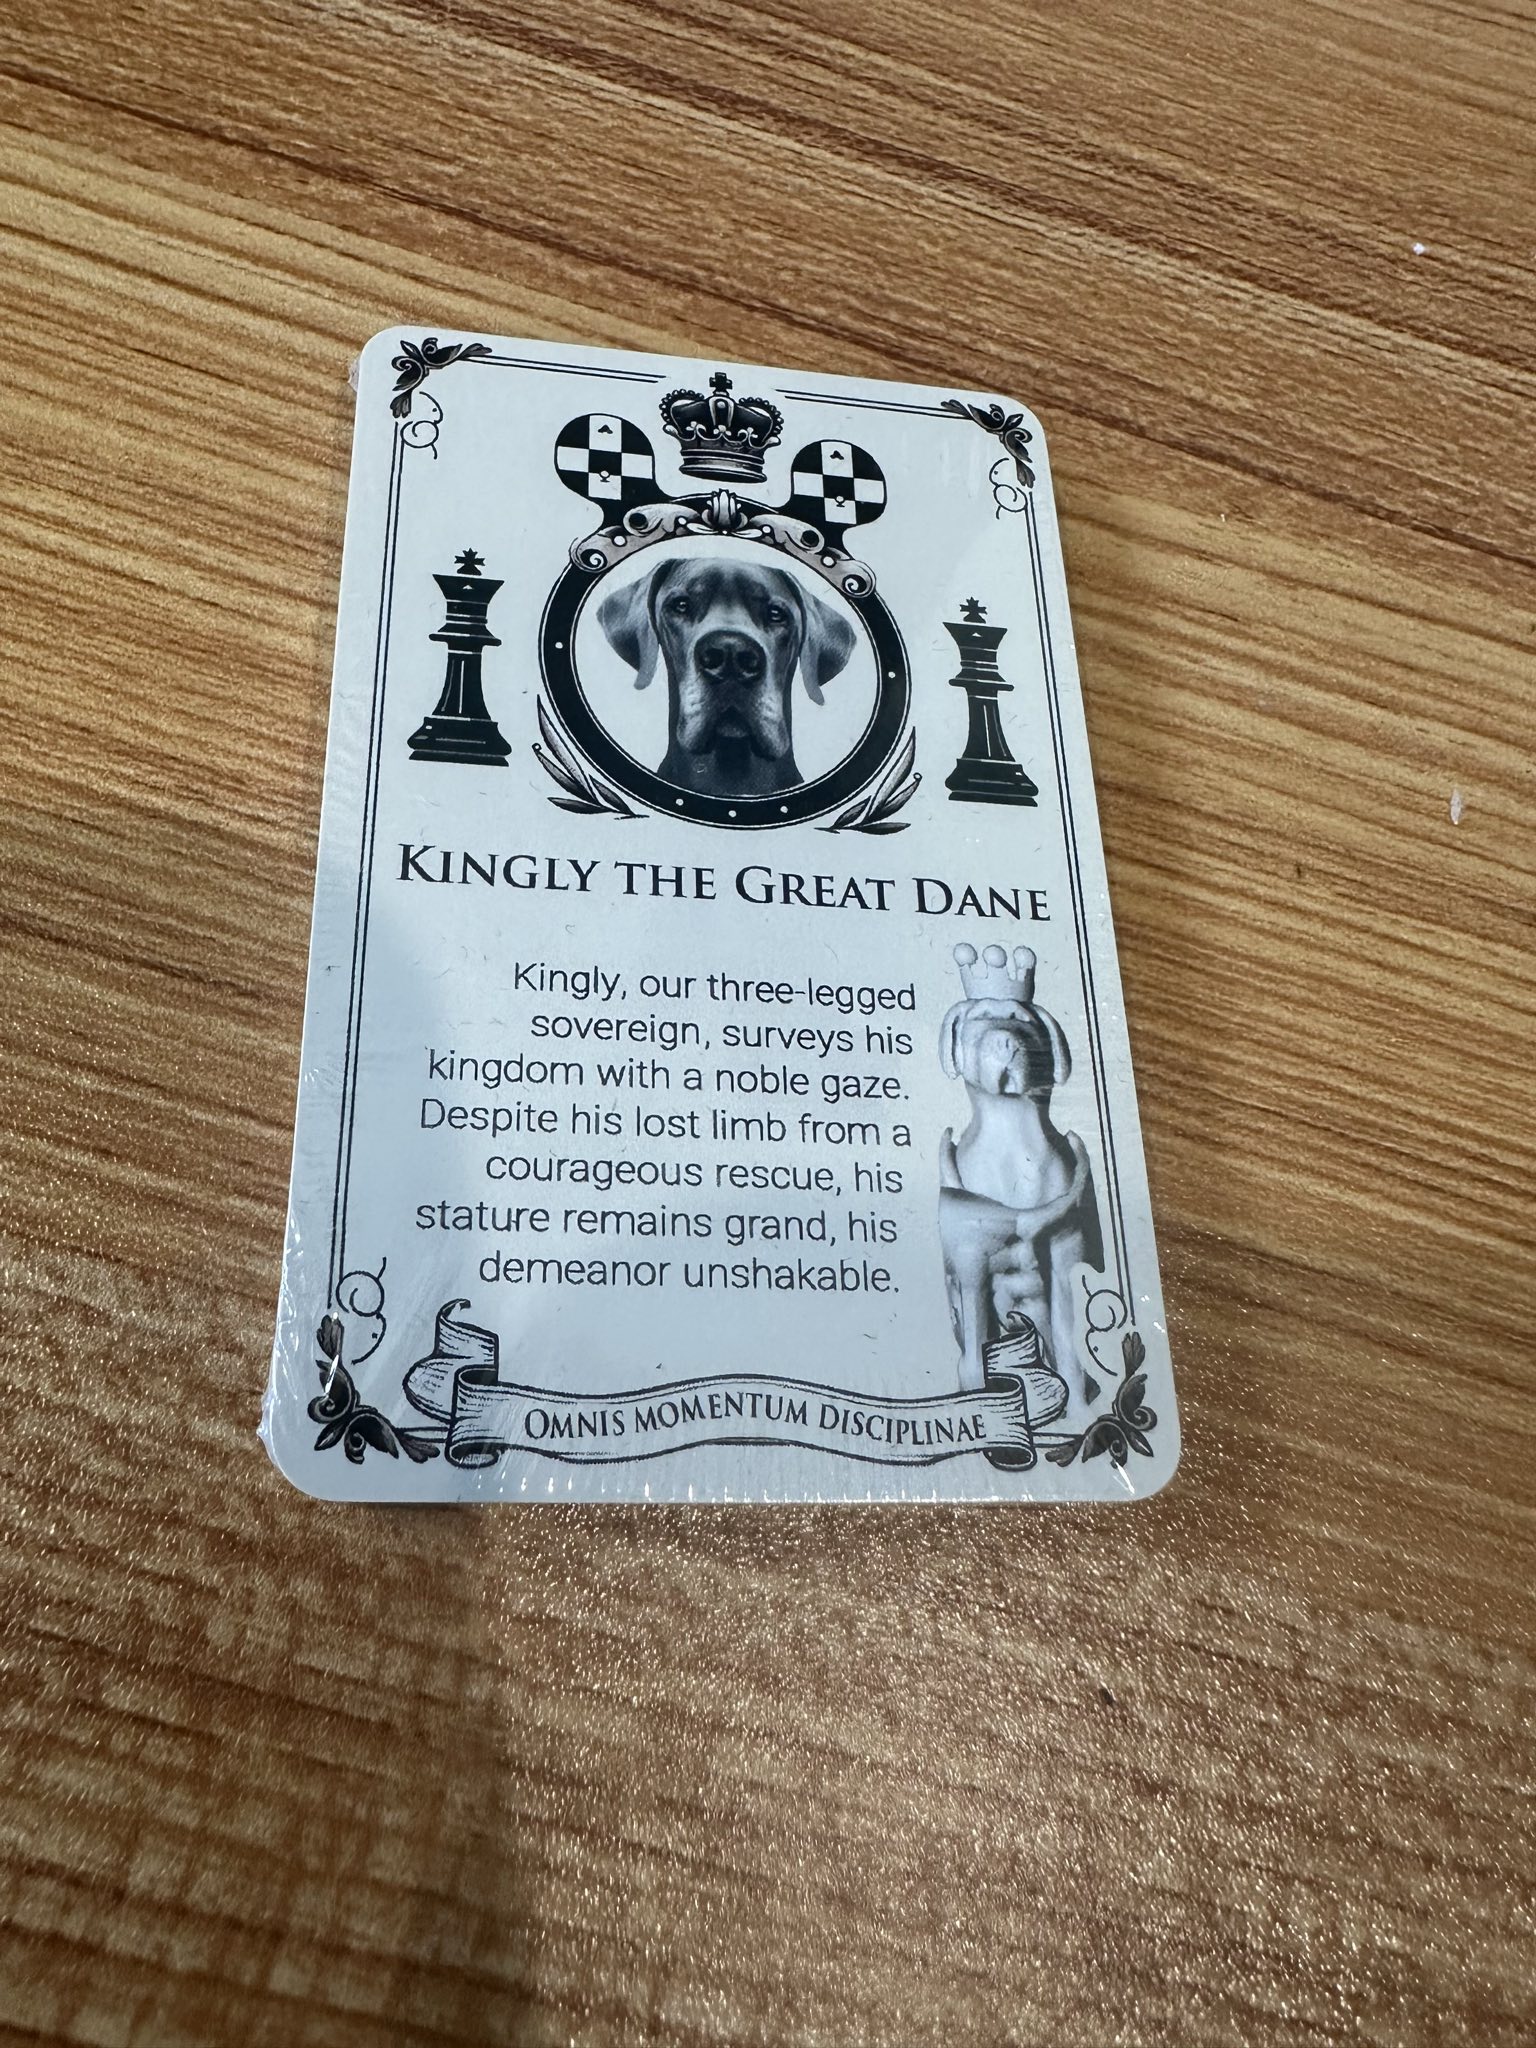 KINGLY THE GREAT DANE
Kingly, our three-legged
sovereign, surveys his
kingdom with a noble gaze.
Despite his lost limb from a
courageous rescue, his
stature remains grand, his
demeanor unshakable.
OMNIS MOMENTUM DISCIPLINAE